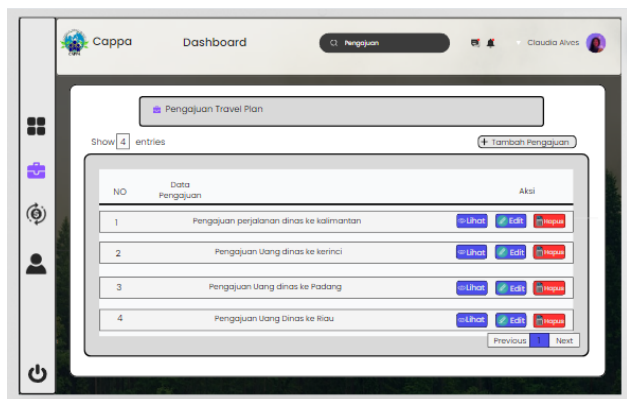 Cappa Dashboard Pengajuan Claudia Alves
CAPPA
Pengajuan Travel Plan
Show 4 entries + Tambah Pengajuan
NO Data Pengajuan Aksi
1 Pengajuan perjalanan dinas ke kalimantan Lihat Edit Hapus
2 Pengajuan Uang dinas ke kerinci Lihat Edit Hapus
3 Pengajuan Uang dinas ke Padang Lihat Edit Hapus
4 Pengajuan Uang Dinas ke Riau Lihat Edit Hapus
Previous 1 Next